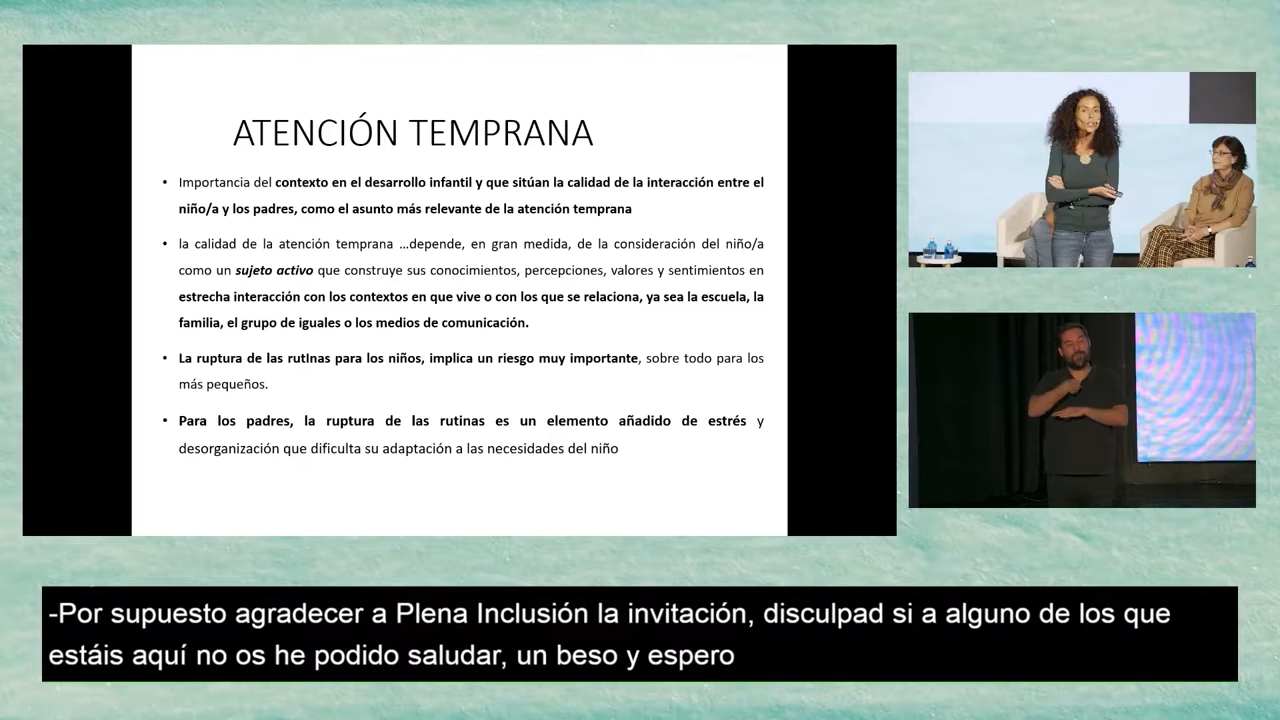 ATENCIÓN TEMPRANA
• Importancia del contexto en el desarrollo infantil y que sitúan la calidad de la interacción entre el
niño/a y los padres, como el asunto más relevante de la atención temprana
• la calidad de la atención temprana …depende, en gran medida, de la consideración del niño/a
como un sujeto activo que construye sus conocimientos, percepciones, valores y sentimientos en
estrecha interacción con los contextos en que vive o con los que se relaciona, ya sea la escuela, la
familia, el grupo de iguales o los medios de comunicación.
• La ruptura de las rutInas para los niños, implica un riesgo muy importante, sobre todo para los
más pequeños.
• Para los padres, la ruptura de las rutinas es un elemento añadido de estrés y
desorganización que dificulta su adaptación a las necesidades del niño
-Por supuesto agradecer a Plena Inclusión la invitación, disculpad si a alguno de los que
estáis aquí no os he podido saludar, un beso y espero